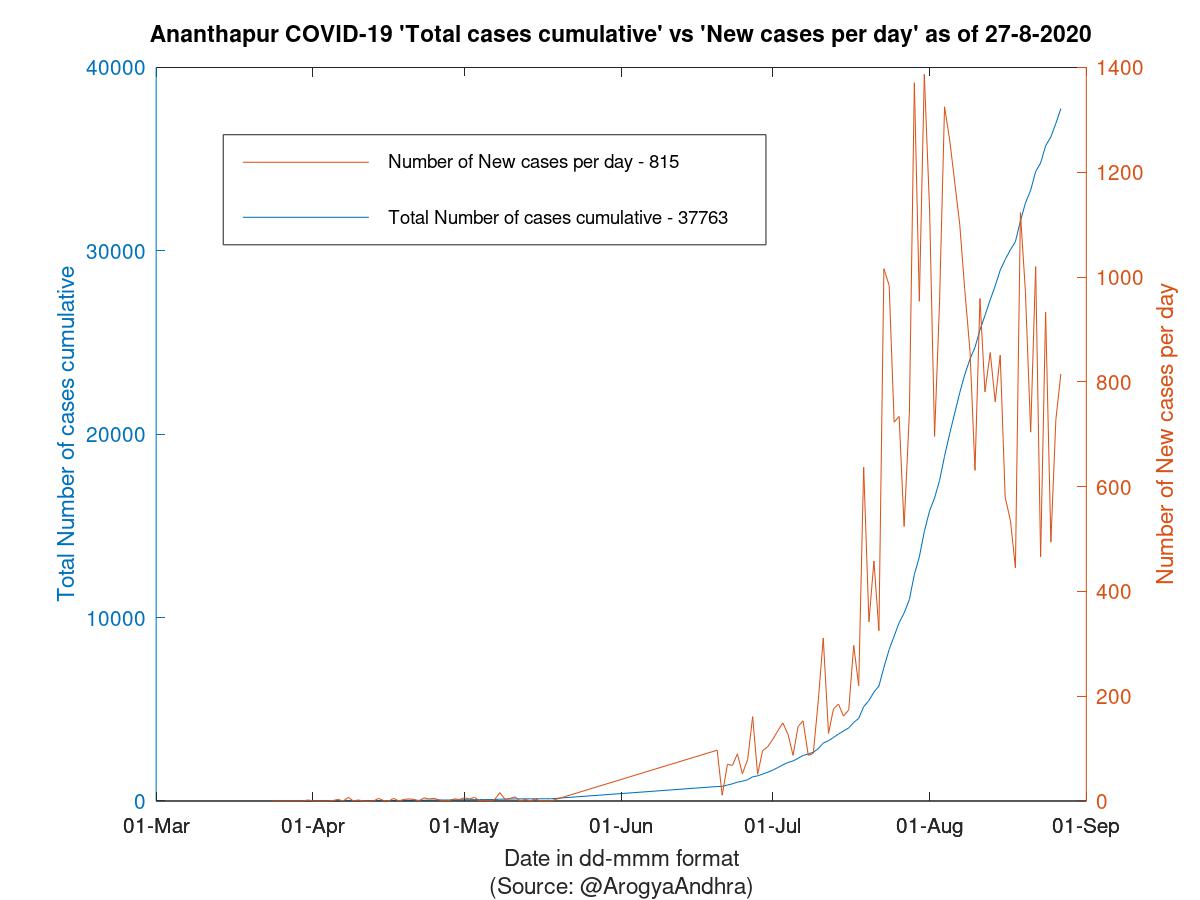 Ananthapur COVID-19 'Total cases cumulative' vs 'New cases per day' as of 27-8-2020
40000
30000
20000
10000
0
Total Number of cases cumulative
Number of New cases per day - 815
Total Number of cases cumulative - 37763
1400
1200
1000
800
600
400
200
0
Number of New cases per day
01-Mar 01-Apr 01-May 01-Jun 01-Jul 01-Aug 01-Sep
Date in dd-mmm format
(Source: @ArogyaAndhra)